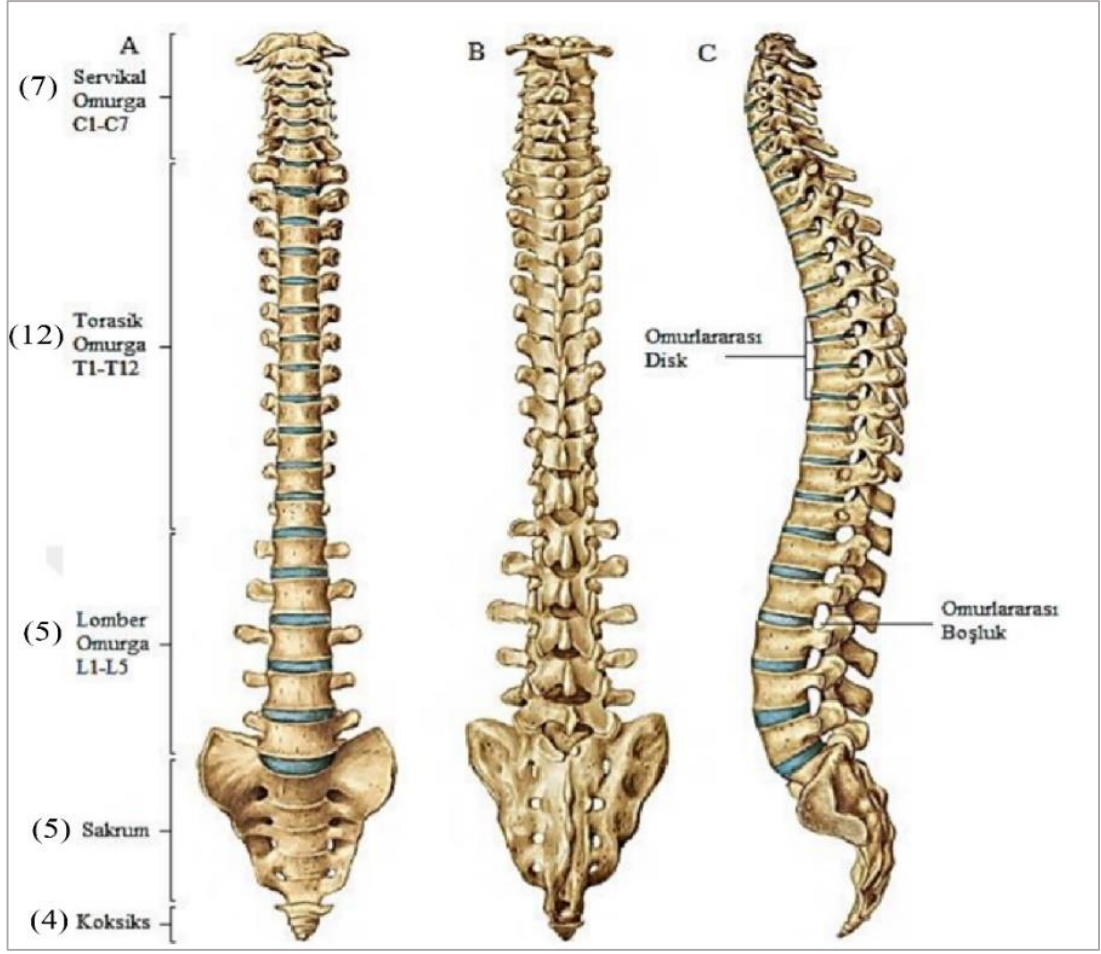 A
B
C
(7) Servikal
Omurga
C1-C7
(12) Torasik
Omurga
T1-T12
Omurlararası
Disk
(5) Lomber
Omurga
L1-L5
Omurlararası
Boşluk
(5) Sakrum
(4) Koksiks